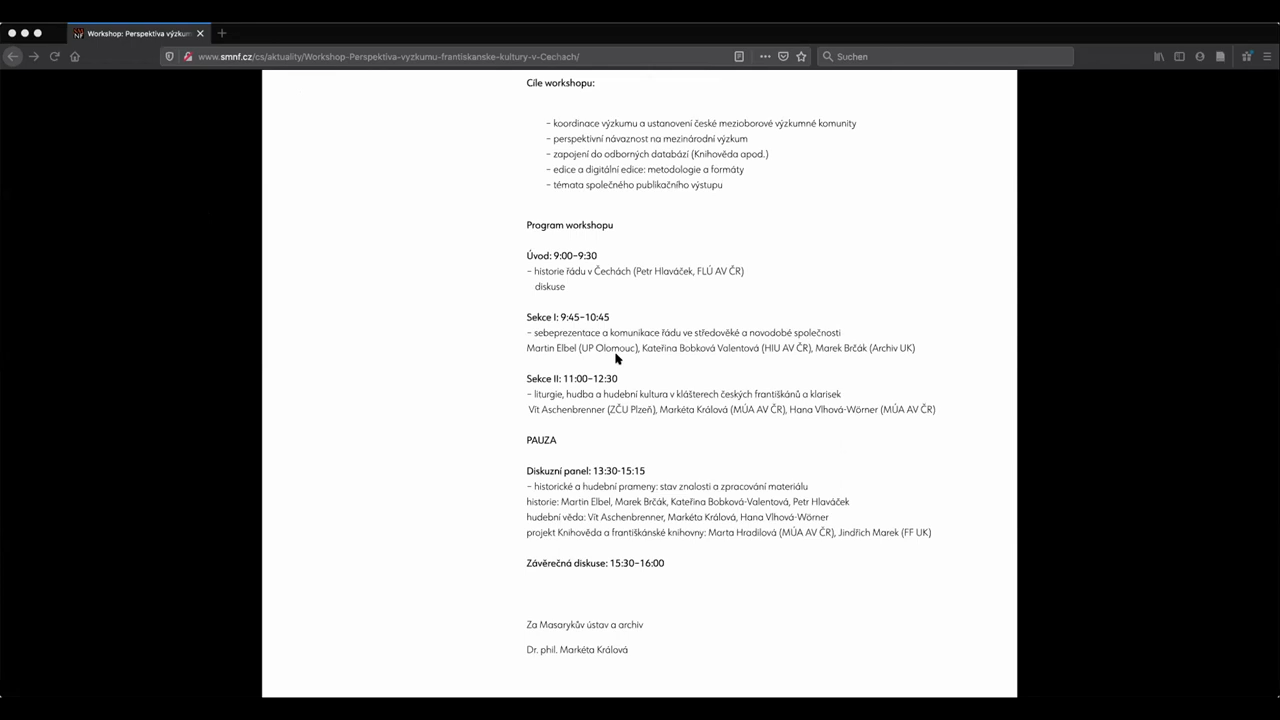 Workshop: Perspektiva výzkum
www.smnf.cz/cs/aktuality/Workshop-Perspektiva-vyzkumu-frantiskanske-kultury-v-Cechach/
Suchen
Cíle workshopu:
– koordinace výzkumu a ustanovení české mezioborové výzkumné komunity
– perspektivní návaznost na mezinárodní výzkum
– zapojení do odborných databází (Knihověda apod.)
– edice a digitální edice: metodologie a formáty
– témata společného publikačního výstupu
Program workshopu
Úvod: 9:00–9:30
– historie řádu v Čechách (Petr Hlaváček, FLÚ AV ČR)
diskuse
Sekce I: 9:45–10:45
– sebeprezentace a komunikace řádu ve středověké a novodobé společnosti
Martin Elbel (UP Olomouc), Kateřina Bobková Valentová (HIU AV ČR), Marek Brčák (Archiv UK)
Sekce II: 11:00–12:30
– liturgie, hudba a hudební kultura v klášterech českých františkánů a klarisek
Vít Aschenbrenner (ZČU Plzeň), Markéta Králová (MÚA AV ČR), Hana Vlhová-Wörner (MÚA AV ČR)
PAUZA
Diskuzní panel: 13:30-15:15
– historické a hudební prameny: stav znalosti a zpracování materiálu
historie: Martin Elbel, Marek Brčák, Kateřina Bobková-Valentová, Petr Hlaváček
hudební věda: Vít Aschenbrenner, Markéta Králová, Hana Vlhová-Wörner
projekt Knihověda a františkánské knihovny: Marta Hradilová (MÚA AV ČR), Jindřich Marek (FF UK)
Závěrečná diskuse: 15:30–16:00
Za Masarykův ústav a archiv
Dr. phil. Markéta Králová